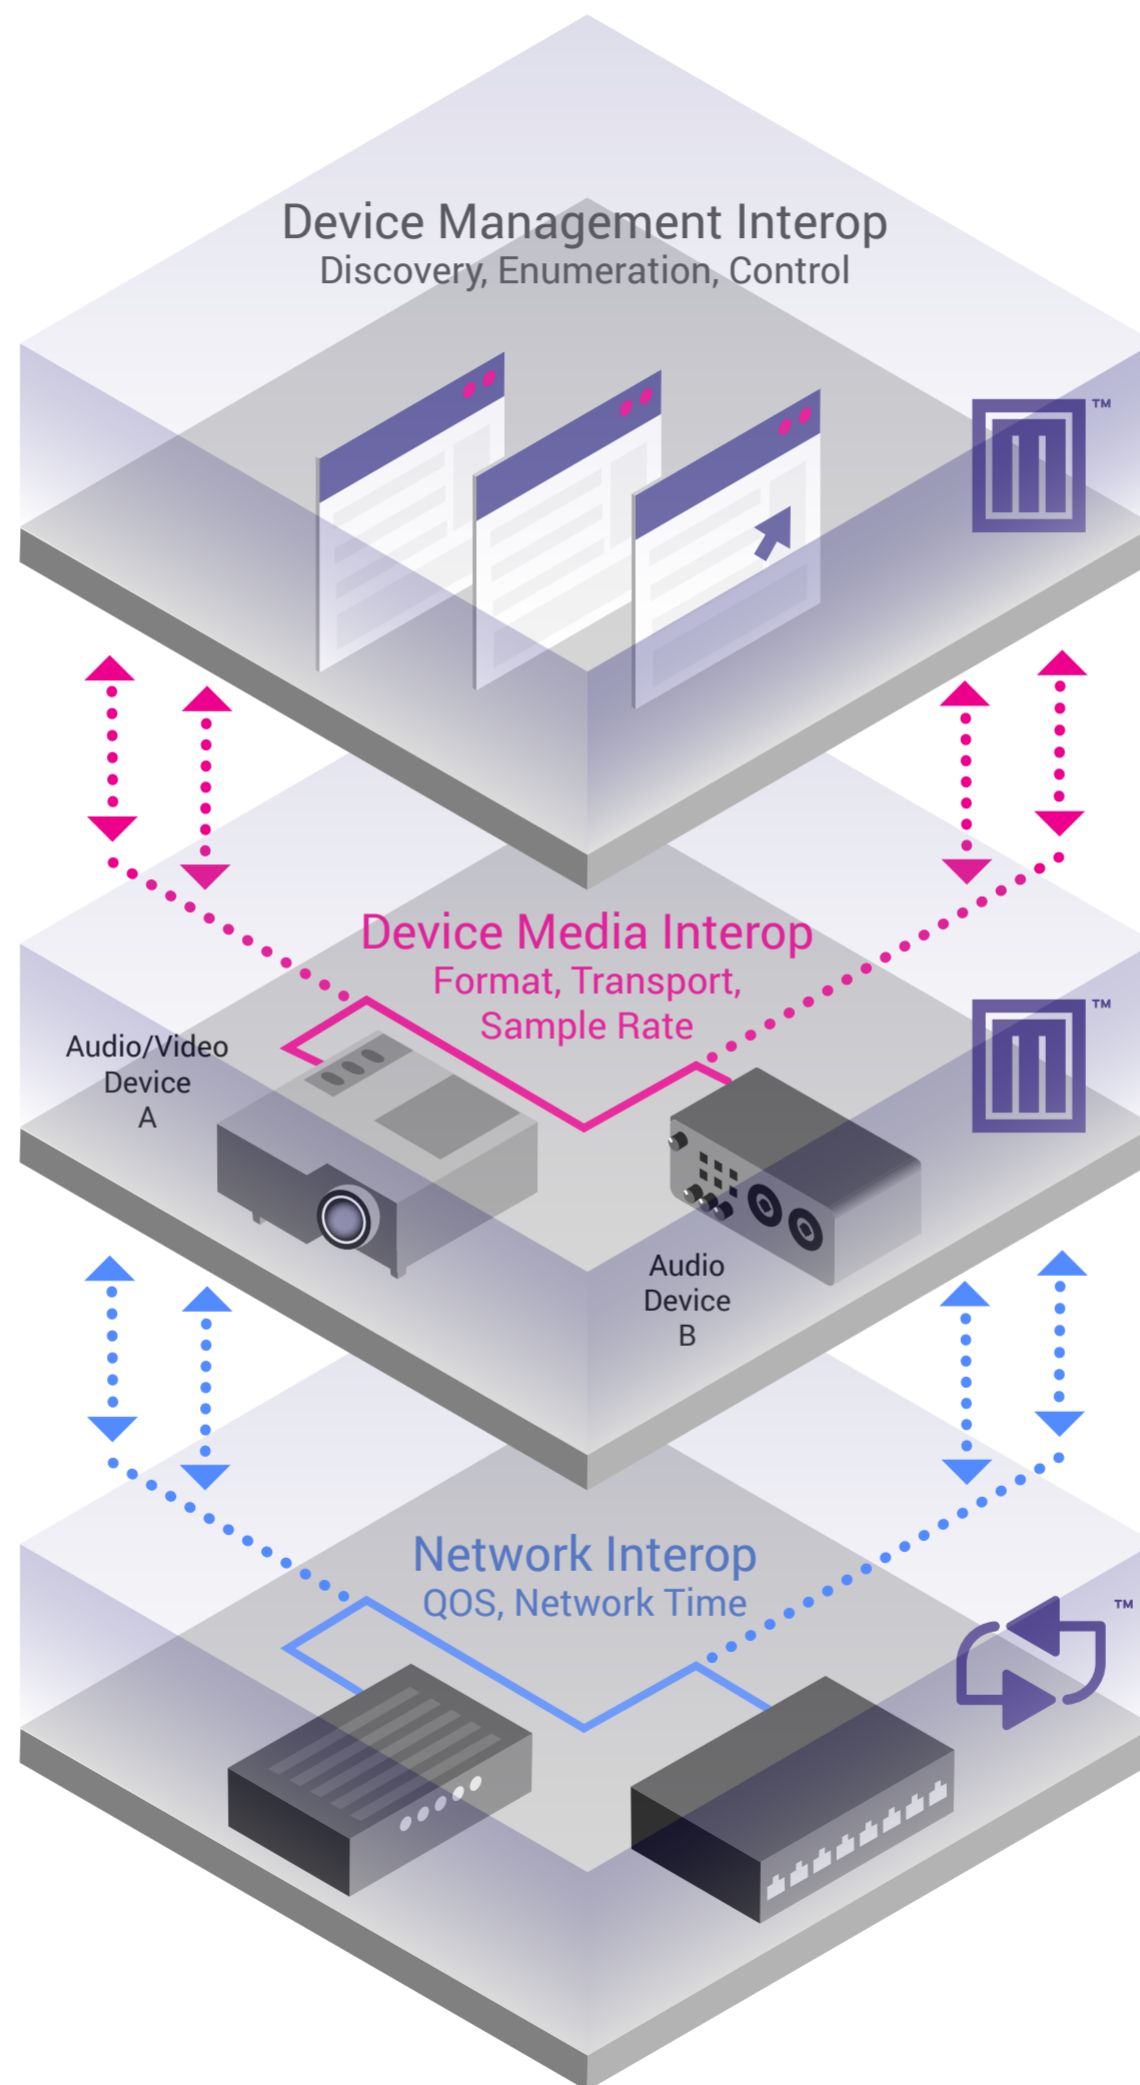 Device Management Interop
Discovery, Enumeration, Control
TM
Device Media Interop
Format, Transport,
Sample Rate
TM
Audio/Video
Device
A
Audio
Device
B
Network Interop
QOS, Network Time
TM